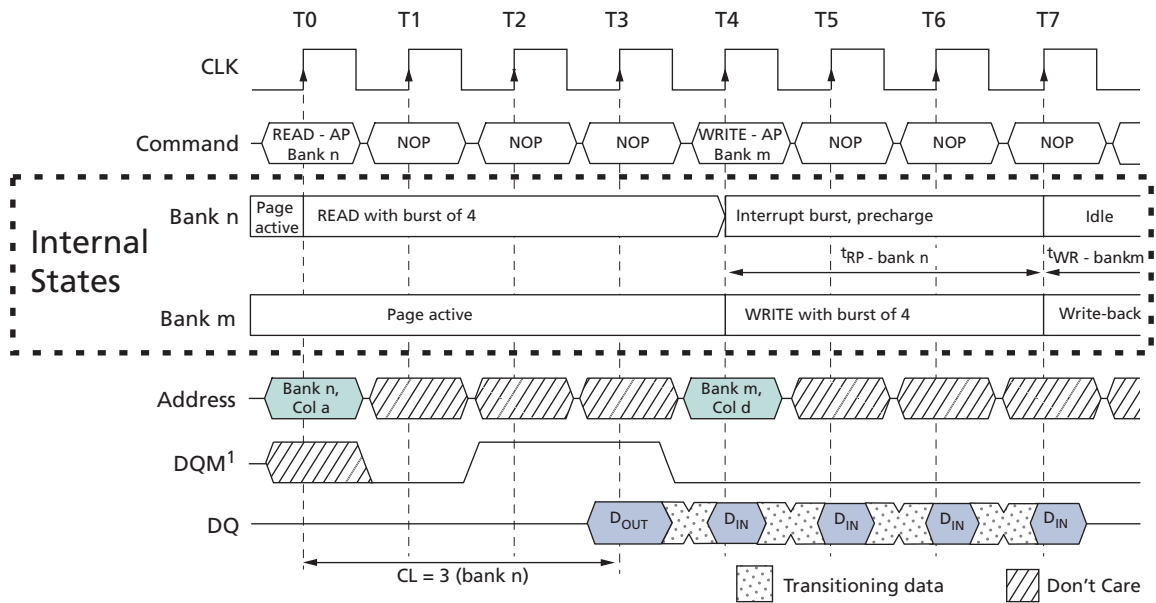 T0 T1 T2 T3 T4 T5 T6 T7
CLK
Command READ - AP Bank n NOP NOP NOP WRITE - AP Bank m NOP NOP NOP
Internal States
Bank n Page active READ with burst of 4 Interrupt burst, precharge Idle
tRP - bank n tWR - bankm
Bank m Page active WRITE with burst of 4 Write-back
Address Bank n, Col a Bank m, Col d
DQM1
DQ DOUT DIN DIN DIN DIN
CL = 3 (bank n)
Transitioning data Don't Care